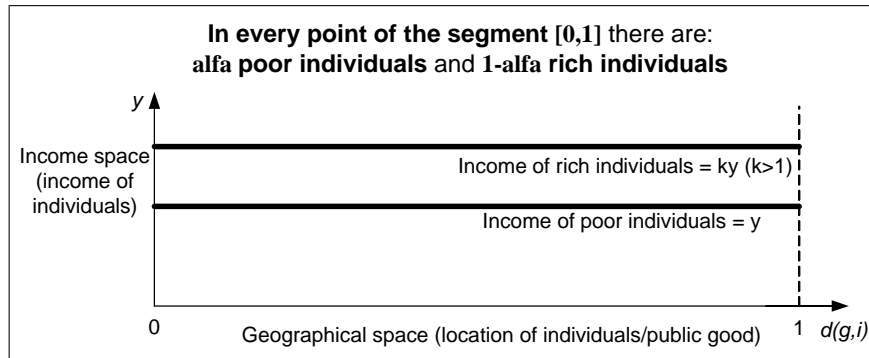 In every point of the segment [0,1] there are:
alfa poor individuals and 1-alfa rich individuals
y
Income space
(income of
individuals)
Income of rich individuals = ky (k>1)
Income of poor individuals = y
0
Geographical space (location of individuals/public good)
1
d(g,i)